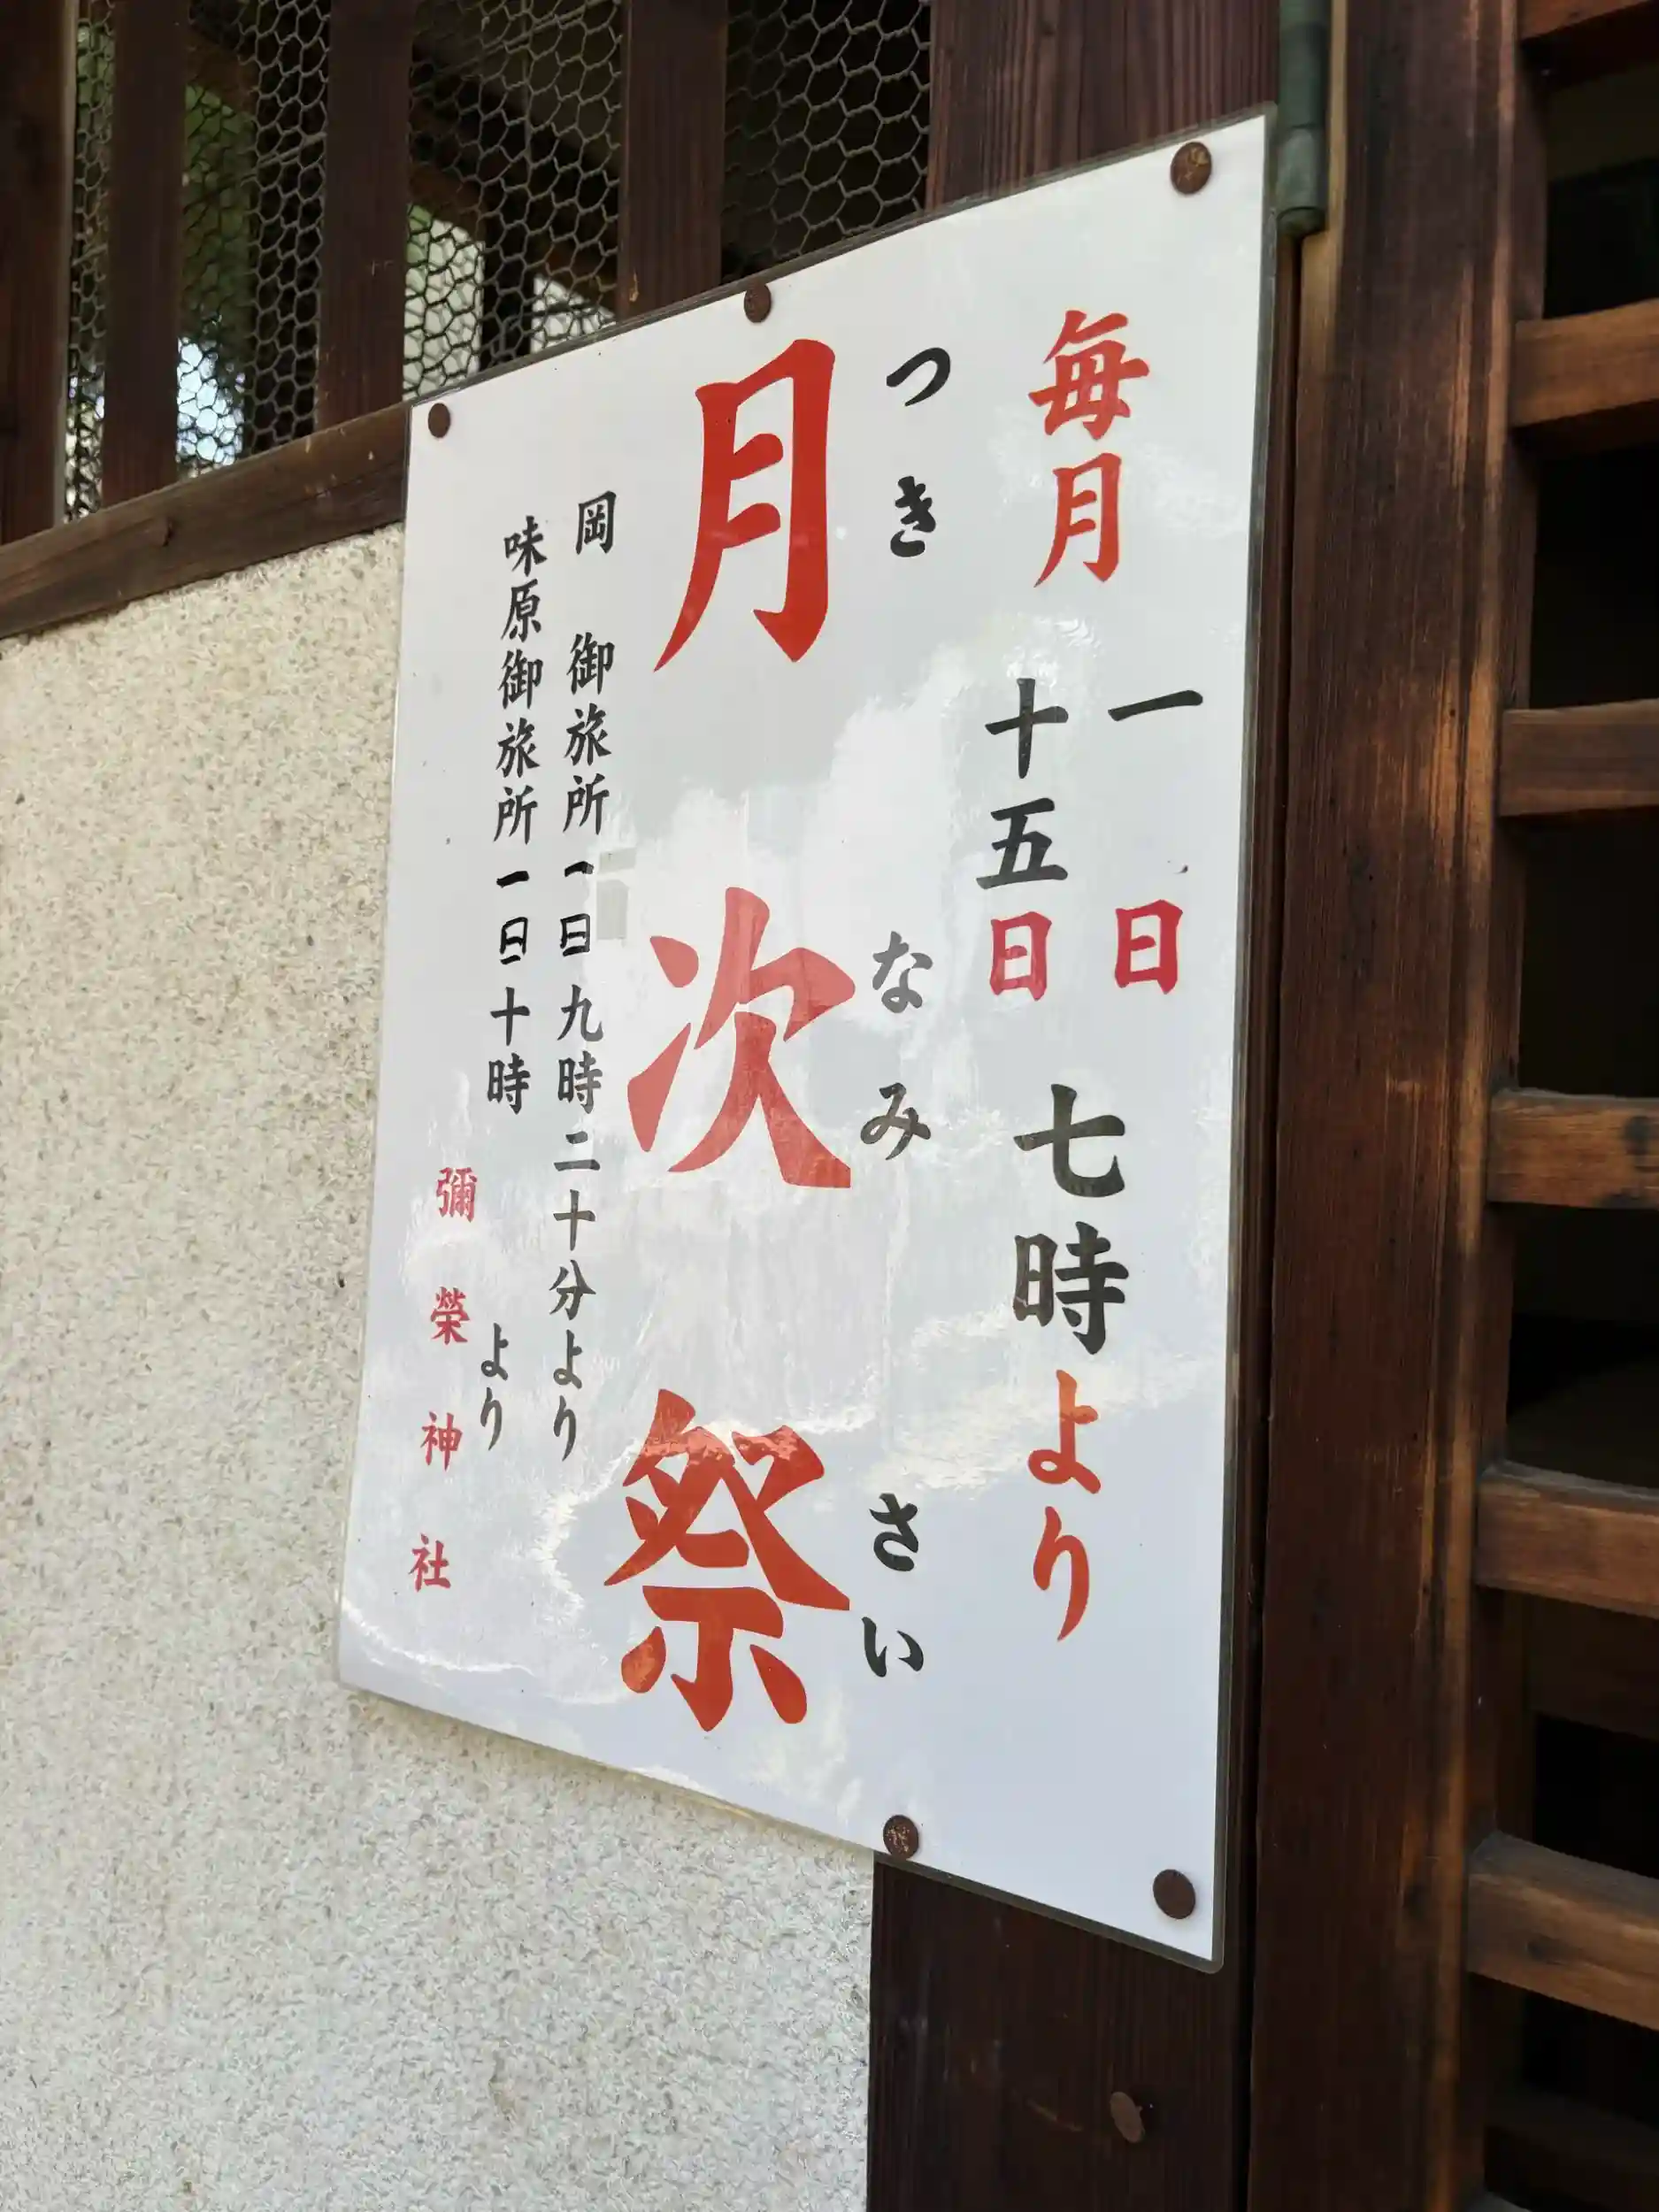 毎月
一日
十五日
七時より
つきなみさい
月次祭
岡 御旅所一日九時二十分より
味原御旅所一日十時より
彌榮神社